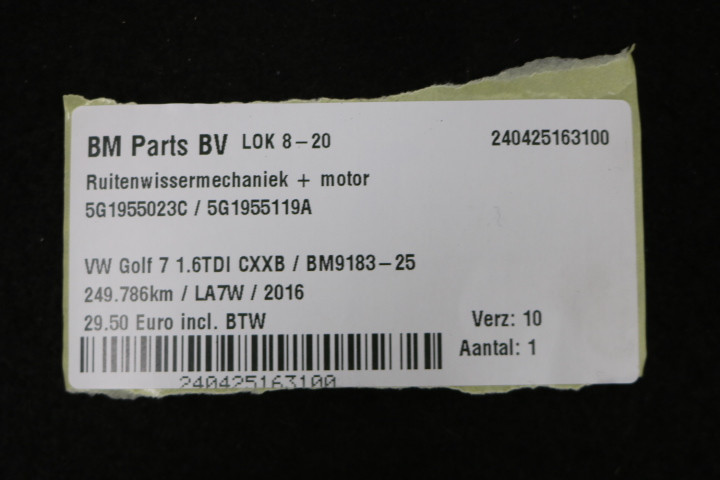 BM Parts BV LOK 8-20 240425163100
Ruitenwissermechaniek + motor
5G1955023C / 5G1955119A
VW Golf 7 1.6TDI CXXB / BM9183-25
249.786km / LA7W / 2016
29.50 Euro incl. BTW Verz: 10
Aantal: 1
240425163100